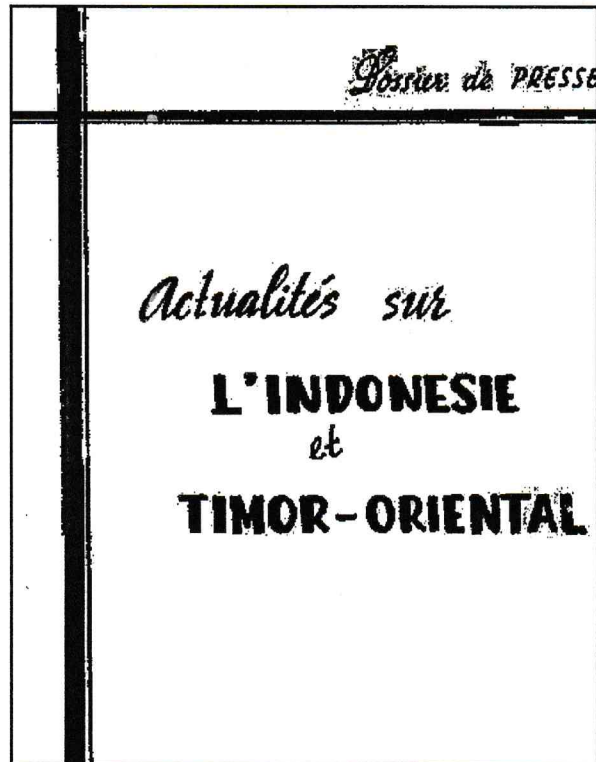 Dossier de PRESSE
Actualités sur
L'INDONESIE
et
TIMOR-ORIENTAL